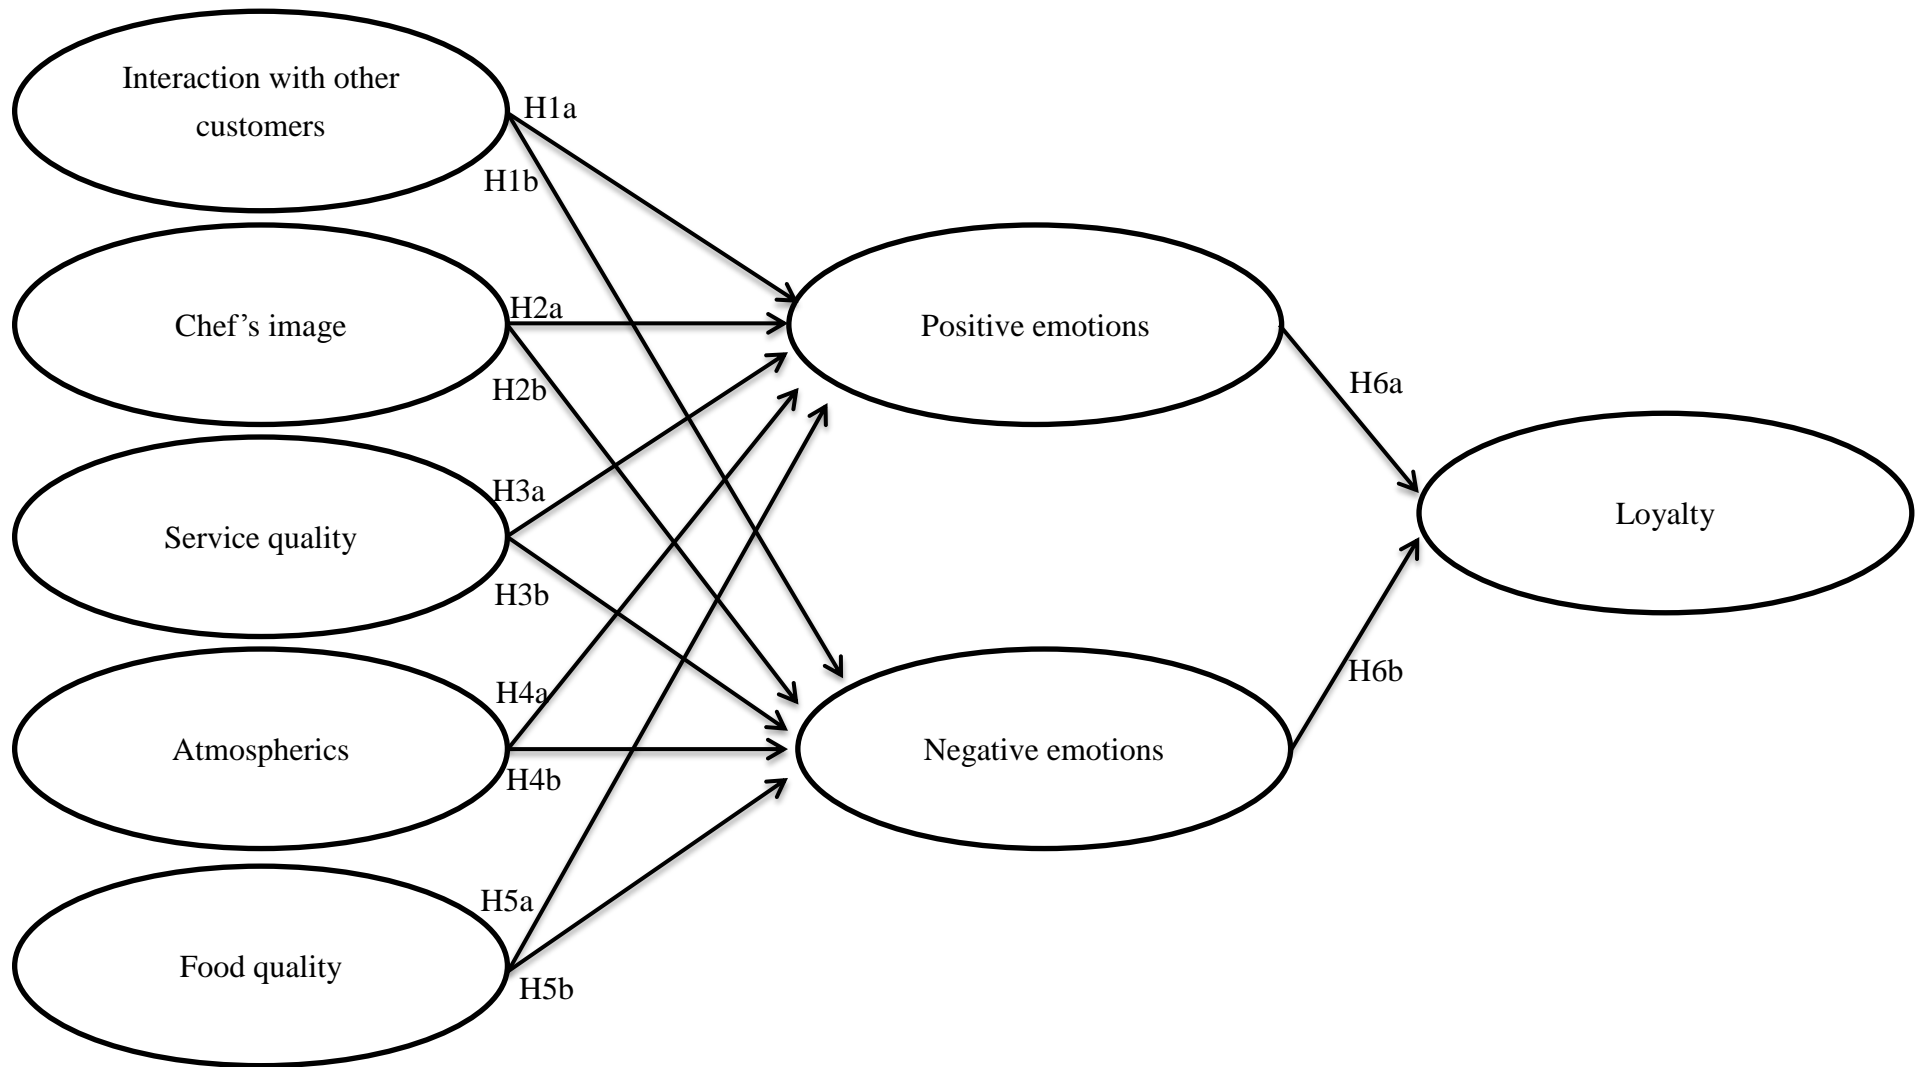 Interaction with other
customers
H1a
H1b
Chef’s image
H2a
H2b
Positive emotions
H6a
Service quality
H3a
H3b
Loyalty
Atmospherics
H4a
H4b
Negative emotions
H6b
Food quality
H5a
H5b